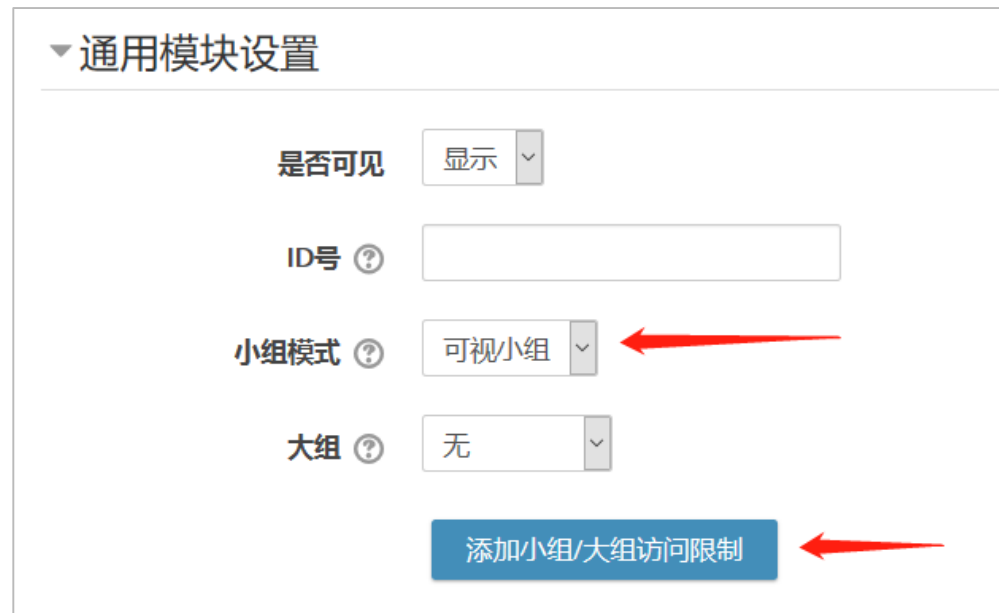 通用模块设置
是否可见 显示
ID号
小组模式 可视小组
大组 无
添加小组/大组访问限制